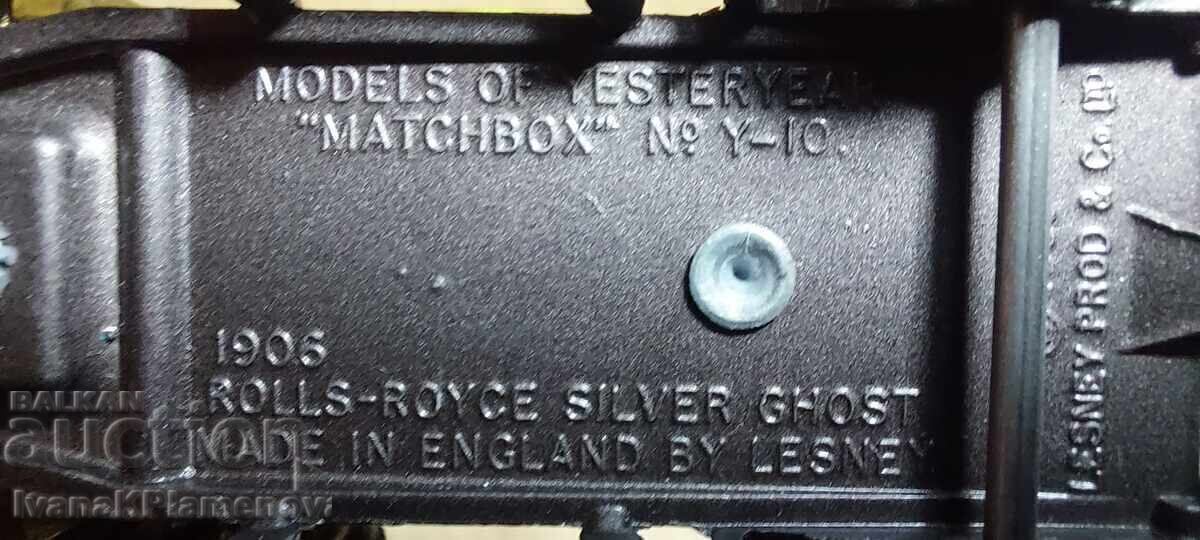 MODELS OF YESTERYEAR
"MATCHBOX" Nº Y-10.
1906
ROLLS-ROYCE SILVER GHOST
MADE IN ENGLAND BY LESNEY
LESNEY PROD & Co. LTD
BALKAN
auction
IvanaKPlamenov